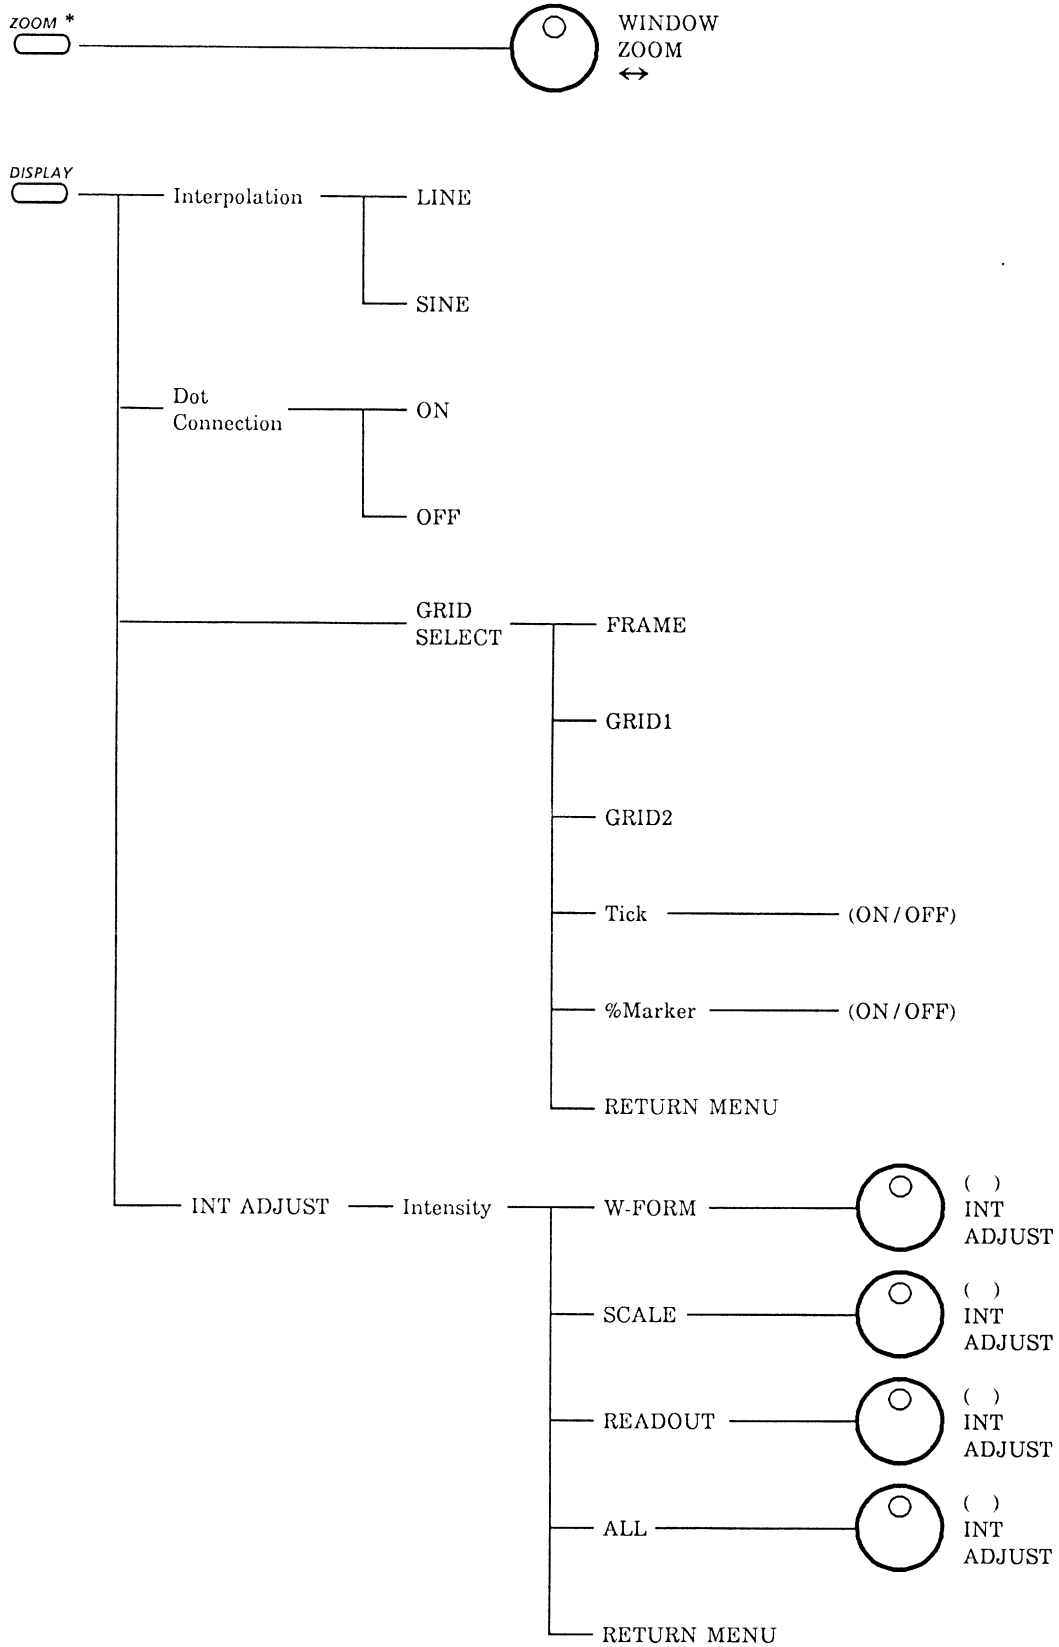 ZOOM *
WINDOW
ZOOM
↔
DISPLAY
Interpolation
LINE
SINE
Dot
Connection
ON
OFF
GRID
SELECT
FRAME
GRID1
GRID2
Tick
(ON/OFF)
%Marker
(ON/OFF)
RETURN MENU
INT ADJUST
Intensity
W-FORM
( )
INT
ADJUST
SCALE
( )
INT
ADJUST
READOUT
( )
INT
ADJUST
ALL
( )
INT
ADJUST
RETURN MENU